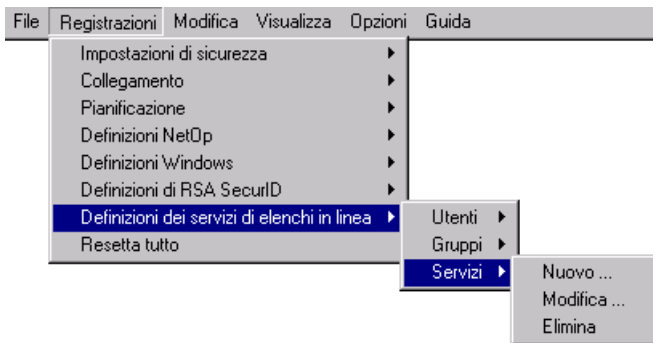 File Registrazioni Modifica Visualizza Opzioni Guida
Impostazioni di sicurezza
Collegamento
Pianificazione
Definizioni NetOp
Definizioni Windows
Definizioni di RSA SecurID
Definizioni dei servizi di elenchi in linea
Resetta tutto
Utenti
Gruppi
Servizi
Nuovo ...
Modifica ...
Elimina